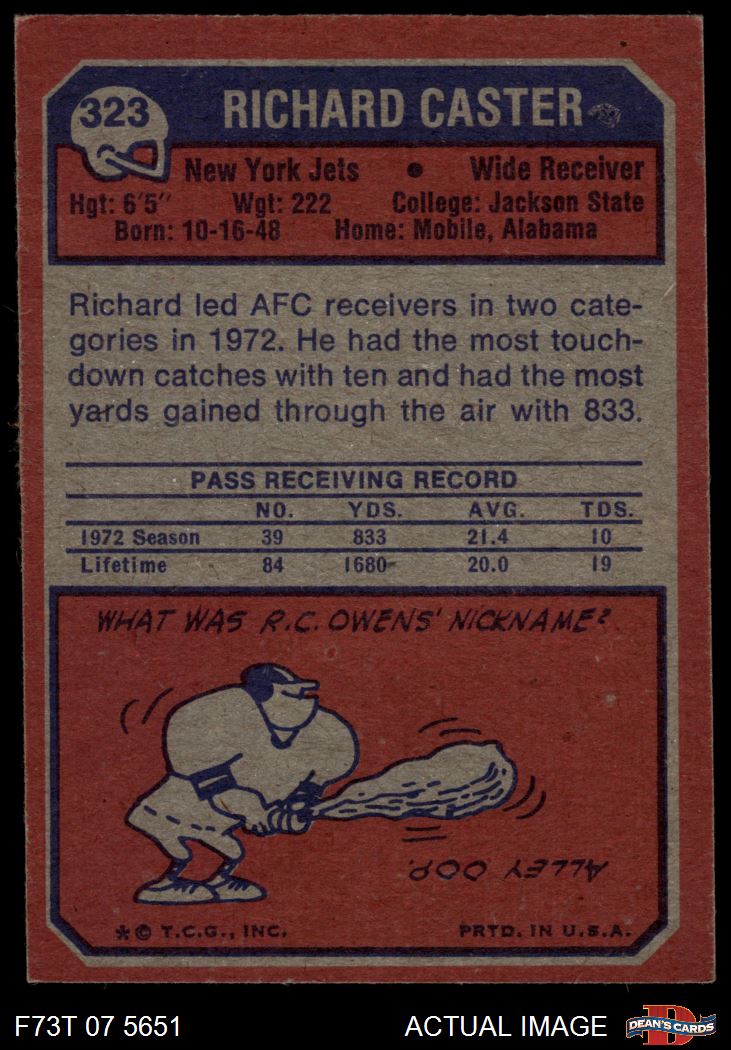 323
RICHARD CASTER
New York Jets • Wide Receiver
Hgt: 6'5" Wgt: 222 College: Jackson State
Born: 10-16-48 Home: Mobile, Alabama
Richard led AFC receivers in two cate-
gories in 1972. He had the most touch-
down catches with ten and had the most
yards gained through the air with 833.
PASS RECEIVING RECORD
NO. YDS. AVG. TDS.
1972 Season 39 833 21.4 10
Lifetime 84 1680 20.0 19
WHAT WAS R.C. OWENS' NICKNAME?
ALLEY OOP.
*© T.C.G., INC. PRTD. IN U.S.A.
F73T 07 5651 ACTUAL IMAGE D DEAN'S CARDS